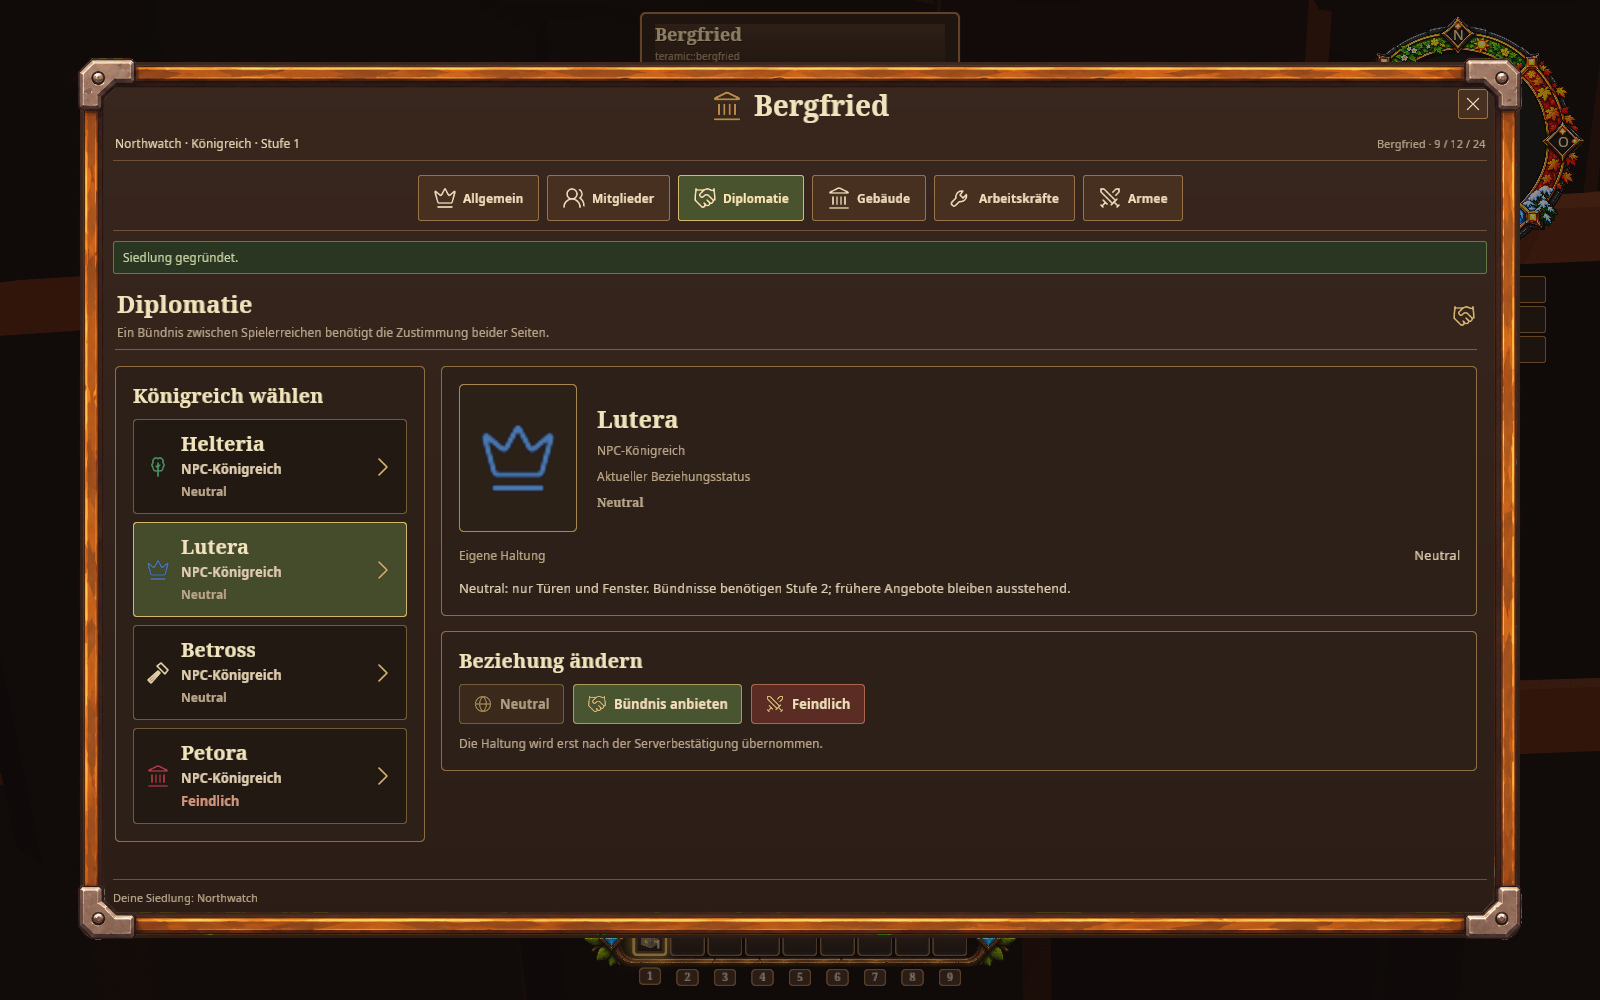 Bergfried
teramic::bergfried
N
O
Bergfried
Northwatch · Königreich · Stufe 1
Bergfried · 9 / 12 / 24
Allgemein
Mitglieder
Diplomatie
Gebäude
Arbeitskräfte
Armee
Siedlung gegründet.
Diplomatie
Ein Bündnis zwischen Spielerreichen benötigt die Zustimmung beider Seiten.
Königreich wählen
Helteria
NPC-Königreich
Neutral
Lutera
NPC-Königreich
Neutral
Betross
NPC-Königreich
Neutral
Petora
NPC-Königreich
Feindlich
Lutera
NPC-Königreich
Aktueller Beziehungsstatus
Neutral
Eigene Haltung
Neutral
Neutral: nur Türen und Fenster. Bündnisse benötigen Stufe 2; frühere Angebote bleiben ausstehend.
Beziehung ändern
Neutral
Bündnis anbieten
Feindlich
Die Haltung wird erst nach der Serverbestätigung übernommen.
Deine Siedlung: Northwatch
1 2 3 4 5 6 7 8 9